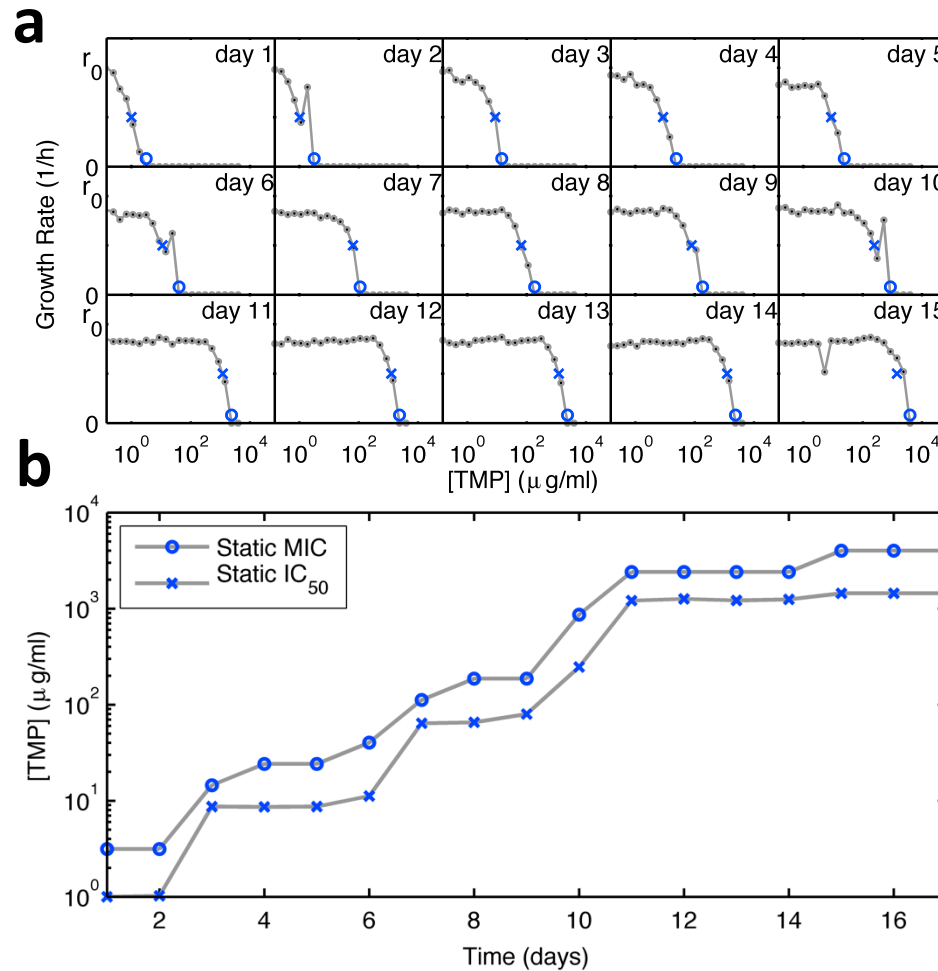 a
day 1 day 2 day 3 day 4 day 5
r0
0
day 6 day 7 day 8 day 9 day 10
r0
0
day 11 day 12 day 13 day 14 day 15
r0
0
Growth Rate (1/h)
10^0 10^2 10^4 10^0 10^2 10^4 10^0 10^2 10^4 10^0 10^2 10^4 10^0 10^2 10^4
[TMP] (μ g/ml)
b
10^4
10^3
10^2
10^1
10^0
[TMP] (μ g/ml)
Static MIC
Static IC50
2 4 6 8 10 12 14 16
Time (days)